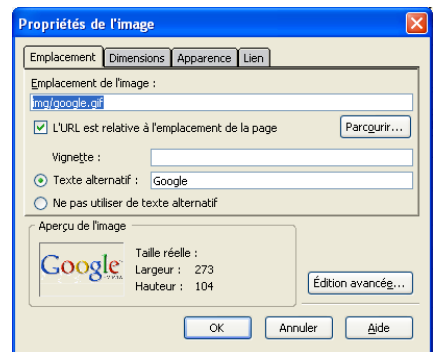 Propriétés de l'image
Emplacement Dimensions Apparence Lien
Emplacement de l'image :
img/google.gif
L'URL est relative à l'emplacement de la page
Parcourir...
Vignette :
Texte alternatif : Google
Ne pas utiliser de texte alternatif
Aperçu de l'image
Google
Taille réelle :
Largeur : 273
Hauteur : 104
Édition avancée...
OK Annuler Aide